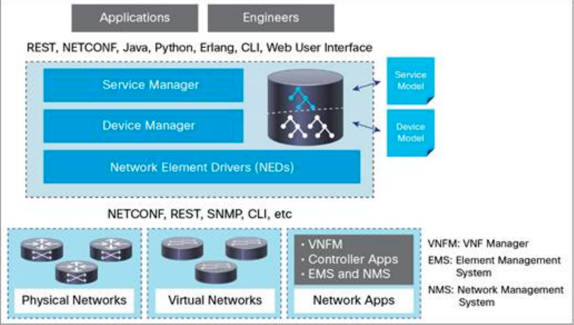 Applications
Engineers
REST, NETCONF, Java, Python, Erlang, CLI, Web User Interface
Service Manager
Device Manager
Network Element Drivers (NEDs)
Service
Model
Device
Model
NETCONF, REST, SNMP, CLI, etc
Physical Networks
Virtual Networks
• VNFM
• Controller Apps
• EMS and NMS
Network Apps
VNFM: VNF Manager
EMS: Element Management
System
NMS: Network Management
System